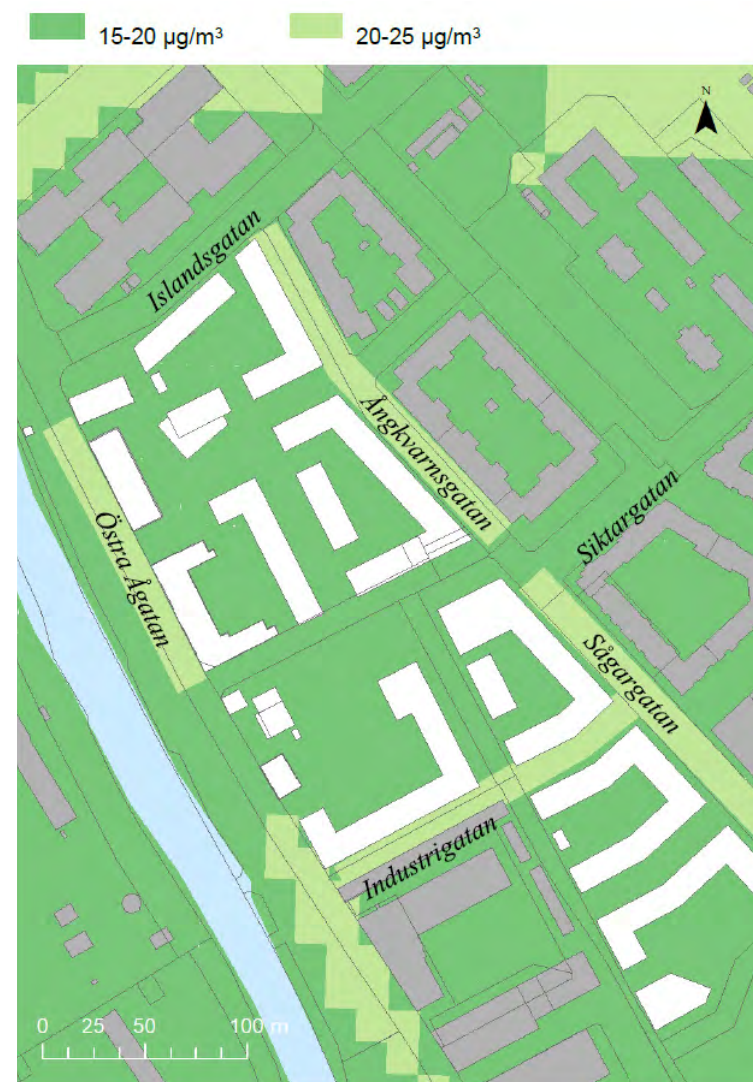 15-20 µg/m³ 20-25 µg/m³
N
Islandsgatan
Ångkvarnsgatan
Siktargatan
Östra Ågatan
Sågargatan
Industrigatan
0 25 50 100 m